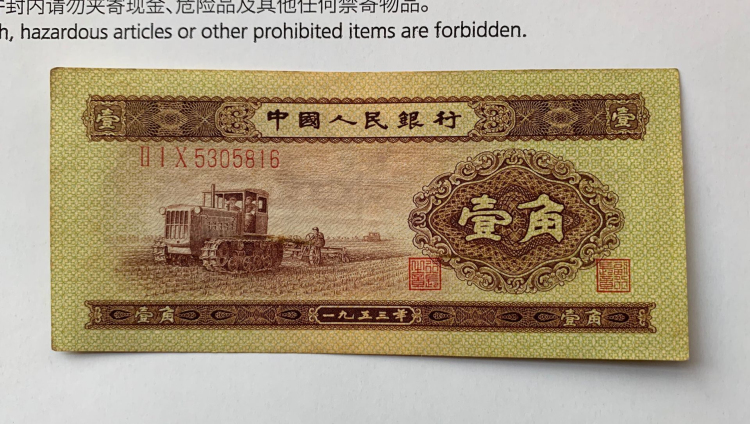 封内请勿夹寄现金、危险品及其他任何禁寄物品。
h, hazardous articles or other prohibited items are forbidden.
壹 中國人民銀行 壹
II I X 5305816
壹角
壹角 一九五三年 壹角